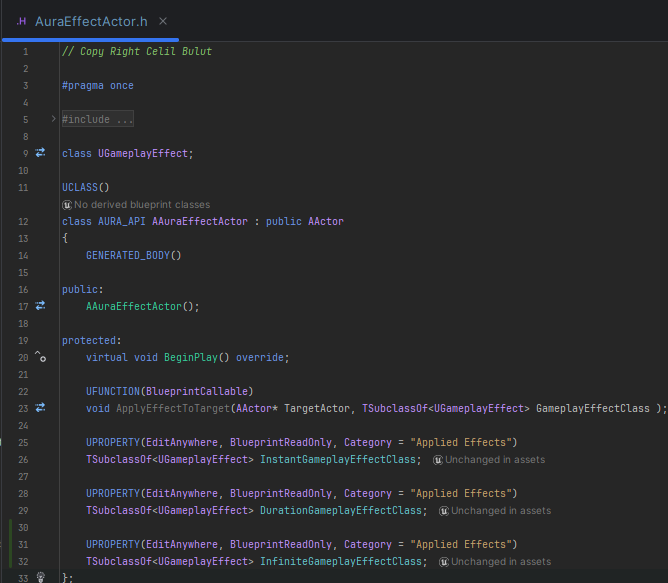 .H AuraEffectActor.h ×
1 // Copy Right Celil Bulut
2
3 #pragma once
4
5 #include ...
8
9 class UGameplayEffect;
10
11 UCLASS()
No derived blueprint classes
12 class AURA_API AAuraEffectActor : public AActor
13 {
14 GENERATED_BODY()
15
16 public:
17 AAuraEffectActor();
18
19 protected:
20 virtual void BeginPlay() override;
21
22 UFUNCTION(BlueprintCallable)
23 void ApplyEffectToTarget(AActor* TargetActor, TSubclassOf<UGameplayEffect> GameplayEffectClass );
24
25 UPROPERTY(EditAnywhere, BlueprintReadOnly, Category = "Applied Effects")
26 TSubclassOf<UGameplayEffect> InstantGameplayEffectClass; Unchanged in assets
27
28 UPROPERTY(EditAnywhere, BlueprintReadOnly, Category = "Applied Effects")
29 TSubclassOf<UGameplayEffect> DurationGameplayEffectClass; Unchanged in assets
30
31 UPROPERTY(EditAnywhere, BlueprintReadOnly, Category = "Applied Effects")
32 TSubclassOf<UGameplayEffect> InfiniteGameplayEffectClass; Unchanged in assets
33 };